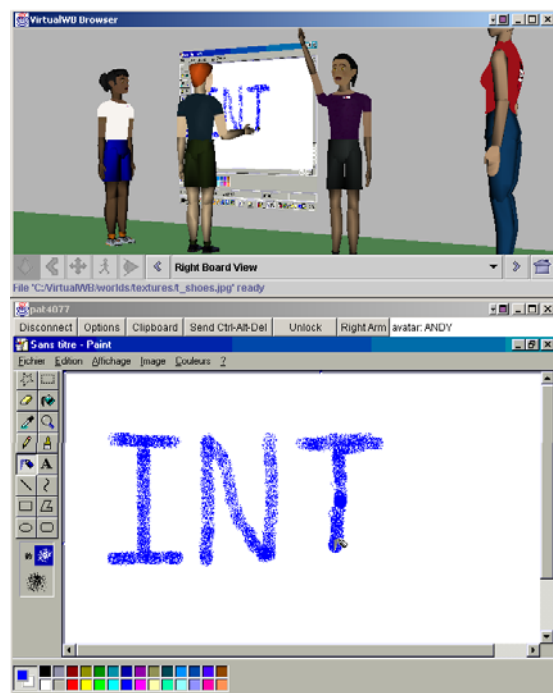 VirtualWB Browser
INT
Right Board View
File 'C:/VirtualWB/worlds/textures/t_shoes.jpg' ready
pat4077
Disconnect Options Clipboard Send Ctrl-Alt-Del Unlock Right Arm avatar: ANDY
Sans titre - Paint
Fichier Edition Affichage Image Couleurs ?
A
INT